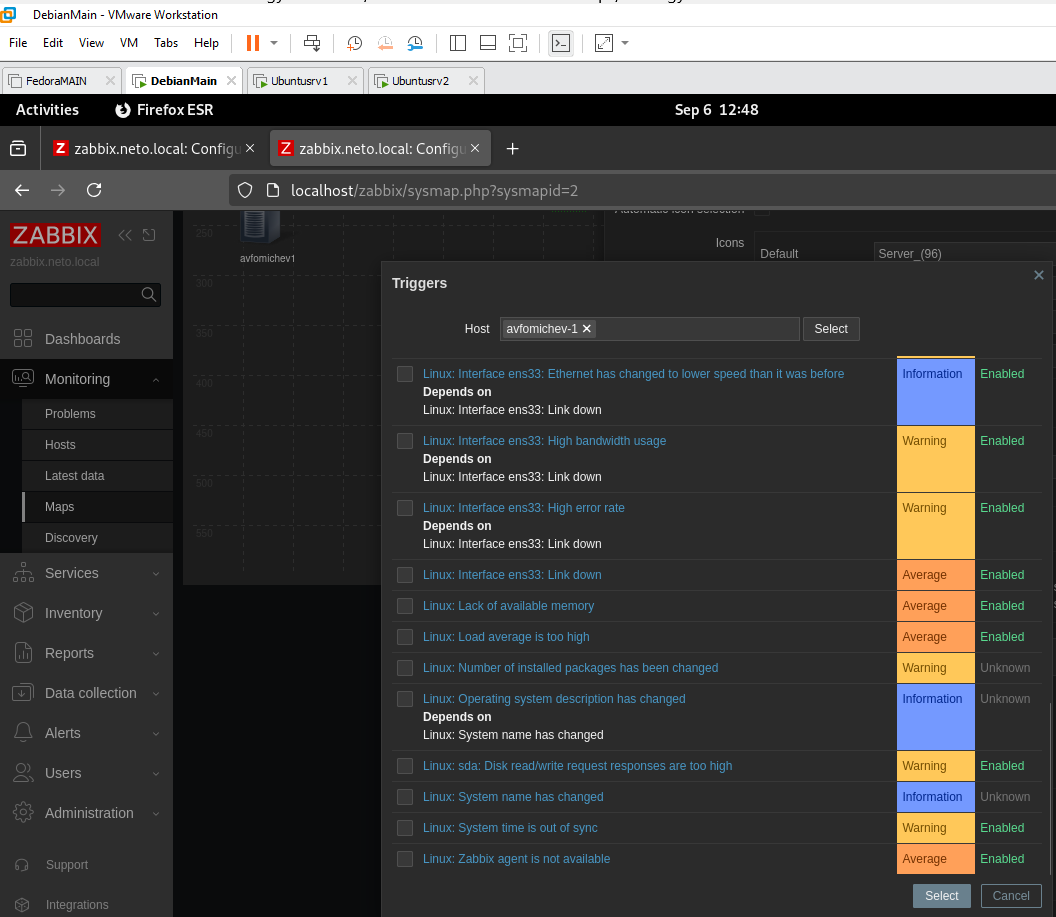 DebianMain - VMware Workstation
File Edit View VM Tabs Help
FedoraMAIN DebianMain Ubuntusrv1 Ubuntusrv2
Activities Firefox ESR Sep 6 12:48
zabbix.neto.local: Configu zabbix.neto.local: Configu
localhost/zabbix/sysmap.php?sysmapid=2
ZABBIX
zabbix.neto.local
Dashboards
Monitoring
Problems
Hosts
Latest data
Maps
Discovery
Services
Inventory
Reports
Data collection
Alerts
Users
Administration
Support
Integrations
250
300
350
400
450
500
550
avfomichev1
Automatic icon selection
Icons
Default Server_(96)
Triggers
Host avfomichev-1 Select
Linux: Interface ens33: Ethernet has changed to lower speed than it was before Information Enabled
Depends on
Linux: Interface ens33: Link down
Linux: Interface ens33: High bandwidth usage Warning Enabled
Depends on
Linux: Interface ens33: Link down
Linux: Interface ens33: High error rate Warning Enabled
Depends on
Linux: Interface ens33: Link down
Linux: Interface ens33: Link down Average Enabled
Linux: Lack of available memory Average Enabled
Linux: Load average is too high Average Enabled
Linux: Number of installed packages has been changed Warning Unknown
Linux: Operating system description has changed Information Unknown
Depends on
Linux: System name has changed
Linux: sda: Disk read/write request responses are too high Warning Enabled
Linux: System name has changed Information Unknown
Linux: System time is out of sync Warning Enabled
Linux: Zabbix agent is not available Average Enabled
Select Cancel